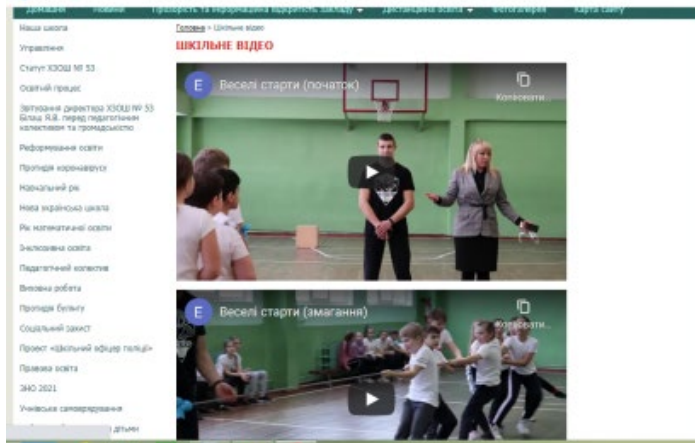 Домашня Новини Прозорість та інформаційна відкритість закладу Дистанційна освіта Фотогалерея Карта сайту
Наша школа
Головна > Шкільне відео
ШКІЛЬНЕ ВІДЕО
Управління
Статут ХЗОШ № 53
Освітній процес
Звітування директора ХЗОШ № 53
Білаш Я.В. перед педагогічним
колективом та громадськістю
Реформування освіти
Протидія коронавірусу
Навчальний рік
Нова українська школа
Рік математичної освіти
Інклюзивна освіта
Педагогічний колектив
Виховна робота
Протидія булінгу
Соціальний захист
Проект «Шкільний офіцер поліції»
Правова освіта
ЗНО 2021
Учнівське самоврядування
дітьми
Е Веселі старти (початок)
Копіювати...
Е Веселі старти (змагання)
Копіювати...